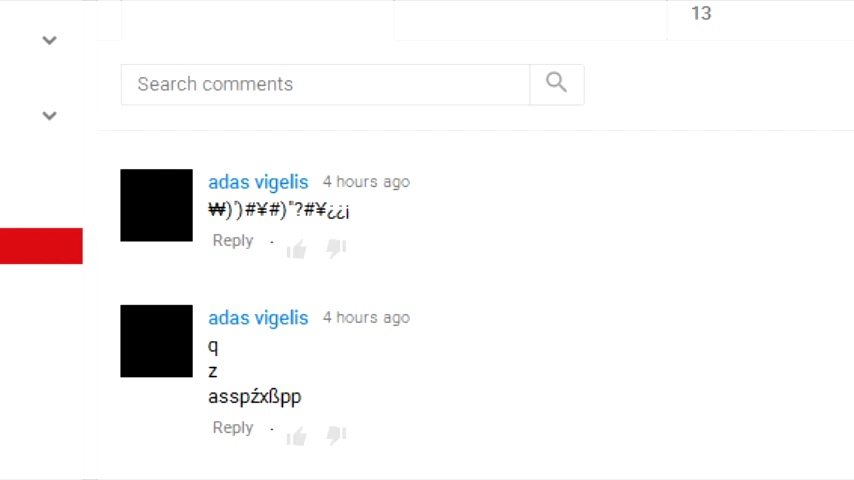 13
Search comments
adas vigelis 4 hours ago
₩)')#¥#)"?#¥¿¿¡
Reply ·
adas vigelis 4 hours ago
q
z
asspźxßpp
Reply ·